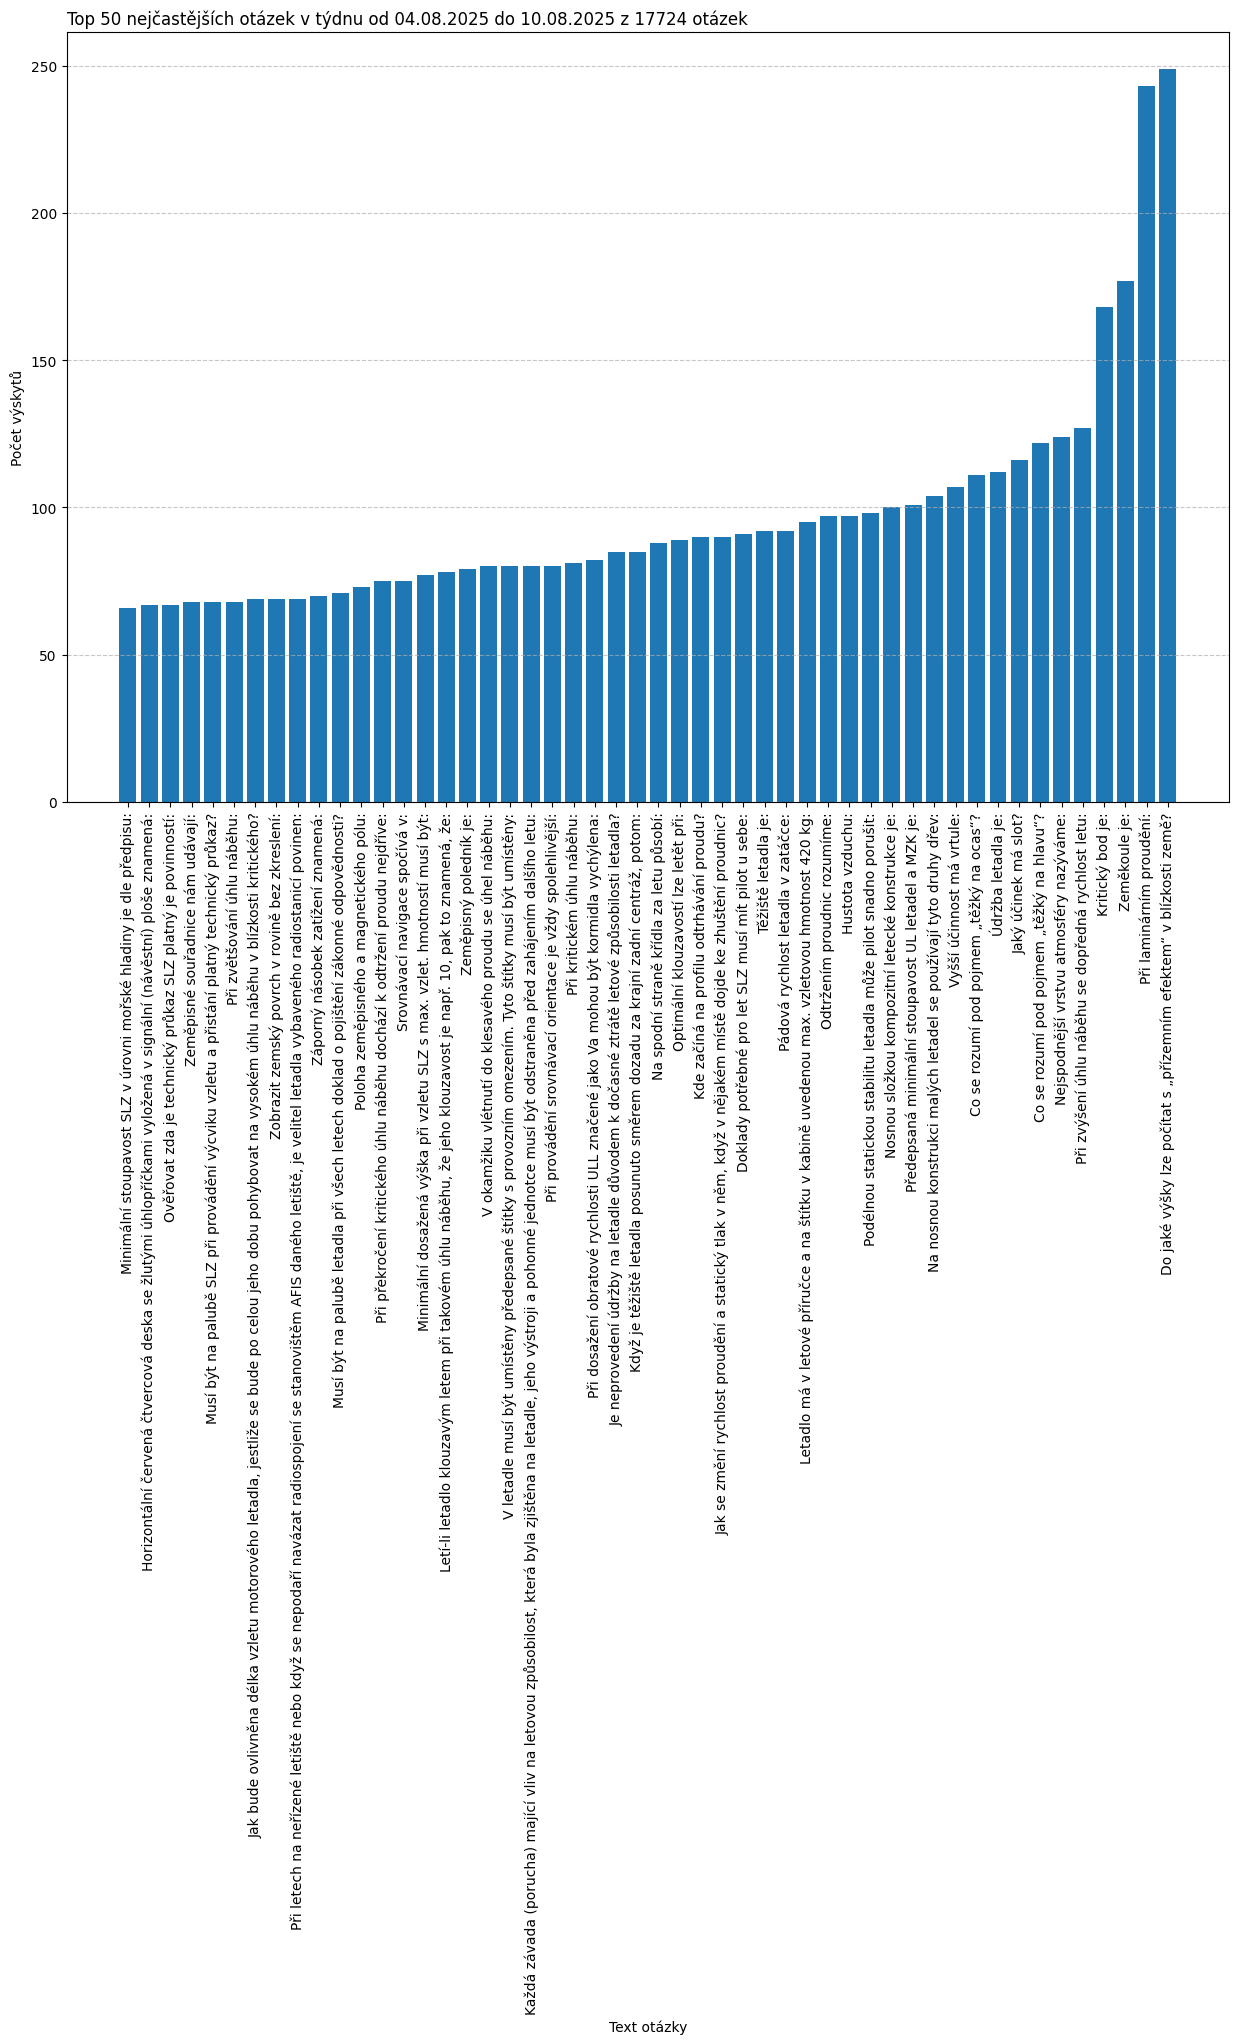 Top 50 nejčastějších otázek v týdnu od 04.08.2025 do 10.08.2025 z 17724 otázek
Počet výskytů
250
200
150
100
50
0
Minimální stoupavost SLZ v úrovni mořské hladiny je dle předpisu:
Horizontální červená čtvercová deska se žlutými úhlopříčkami vyložená v signální (návěstní) ploše znamená:
Ověřovat zda je technický průkaz SLZ platný je povinností:
Zeměpisné souřadnice nám udávají:
Musí být na palubě SLZ při provádění výcviku vzletu a přistání platný technický průkaz?
Při zvětšování úhlu náběhu:
Jak bude ovlivněna délka vzletu motorového letadla, jestliže se bude po celou jeho dobu pohybovat na vysokém úhlu náběhu v blízkosti kritického?
Zobrazit zemský povrch v rovině bez zkreslení:
Při letech na neřízené letiště nebo když se nepodaří navázat radiospojení se stanovištěm AFIS daného letiště, je velitel letadla vybaveného radiostanicí povinen:
Záporný násobek zatížení znamená:
Musí být na palubě letadla při všech letech doklad o pojištění zákonné odpovědnosti?
Poloha zeměpisného a magnetického pólu:
Při překročení kritického úhlu náběhu dochází k odtržení proudu nejdříve:
Srovnávací navigace spočívá v:
Minimální dosažená výška při vzletu SLZ s max. vzlet. hmotností musí být:
Letí-li letadlo klouzavým letem při takovém úhlu náběhu, že jeho klouzavost je např. 10, pak to znamená, že:
Zeměpisný poledník je:
V okamžiku vlétnutí do klesavého proudu se úhel náběhu:
V letadle musí být umístěny předepsané štítky s provozním omezením. Tyto štítky musí být umístěny:
Každá závada (porucha) mající vliv na letovou způsobilost, která byla zjištěna na letadle, jeho výstroji a pohonné jednotce musí být odstraněna před zahájením dalšího letu:
Při provádění srovnávací orientace je vždy spolehlivější:
Při kritickém úhlu náběhu:
Při dosažení obratové rychlosti ULL značené jako Va mohou být kormidla vychýlena:
Je neprovedení údržby na letadle důvodem k dočasné ztrátě letové způsobilosti letadla?
Když je těžiště letadla posunuto směrem dozadu za krajní zadní centráž, potom:
Na spodní straně křídla za letu působí:
Optimální klouzavostí lze letět při:
Kde začíná na profilu odtrhávání proudu?
Jak se změní rychlost proudění a statický tlak v něm, když v nějakém místě dojde ke zhuštění proudnic?
Doklady potřebné pro let SLZ musí mít pilot u sebe:
Těžiště letadla je:
Pádová rychlost letadla v zatáčce:
Letadlo má v letové příručce a na štítku v kabině uvedenou max. vzletovou hmotnost 420 kg:
Odtržením proudnic rozumíme:
Hustota vzduchu:
Podélnou statickou stabilitu letadla může pilot snadno porušit:
Nosnou složkou kompozitní letecké konstrukce je:
Předepsaná minimální stoupavost UL letadel a MZK je:
Na nosnou konstrukci malých letadel se používají tyto druhy dřev:
Vyšší účinnost má vrtule:
Co se rozumí pod pojmem „těžký na ocas“?
Údržba letadla je:
Jaký účinek má slot?
Co se rozumí pod pojmem „těžký na hlavu“?
Nejspodnější vrstvu atmosféry nazýváme:
Při zvýšení úhlu náběhu se dopředná rychlost letu:
Kritický bod je:
Zeměkoule je:
Při laminárním proudění:
Do jaké výšky lze počítat s „přízemním efektem“ v blízkosti země?
Text otázky